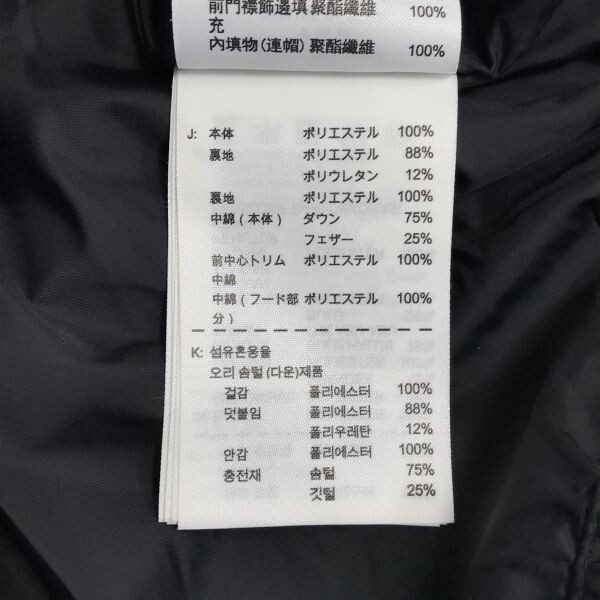 前門襟飾邊填 聚酯纖維 100%
充
內填物(連帽) 聚酯纖維 100%
J: 本体 ポリエステル 100%
裏地 ポリエステル 88%
ポリウレタン 12%
裏地 ポリエステル 100%
中綿(本体) ダウン 75%
フェザー 25%
前中心トリム ポリエステル 100%
中綿
中綿(フード部 ポリエステル 100%
分)
K: 섬유혼용율
오리 솜털(다운)제품
겉감 폴리에스터 100%
덧붙임 폴리에스터 88%
폴리우레탄 12%
안감 폴리에스터 100%
충전재 솜털 75%
깃털 25%